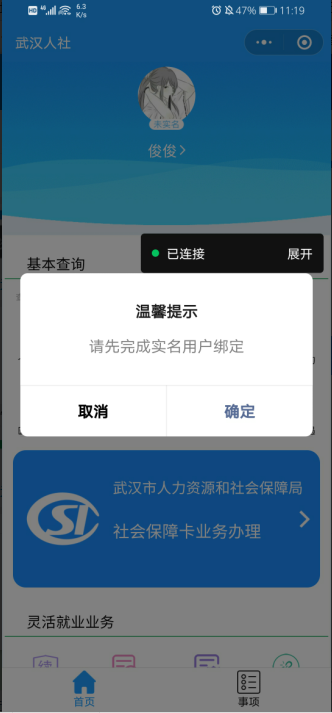 HD 4G 6.3 K/s 47% 11:19
武汉人社
未实名
俊俊
基本查询
已连接 展开
温馨提示
请先完成实名用户绑定
取消 确定
武汉市人力资源和社会保障局
社会保障卡业务办理
灵活就业业务
首页 事项